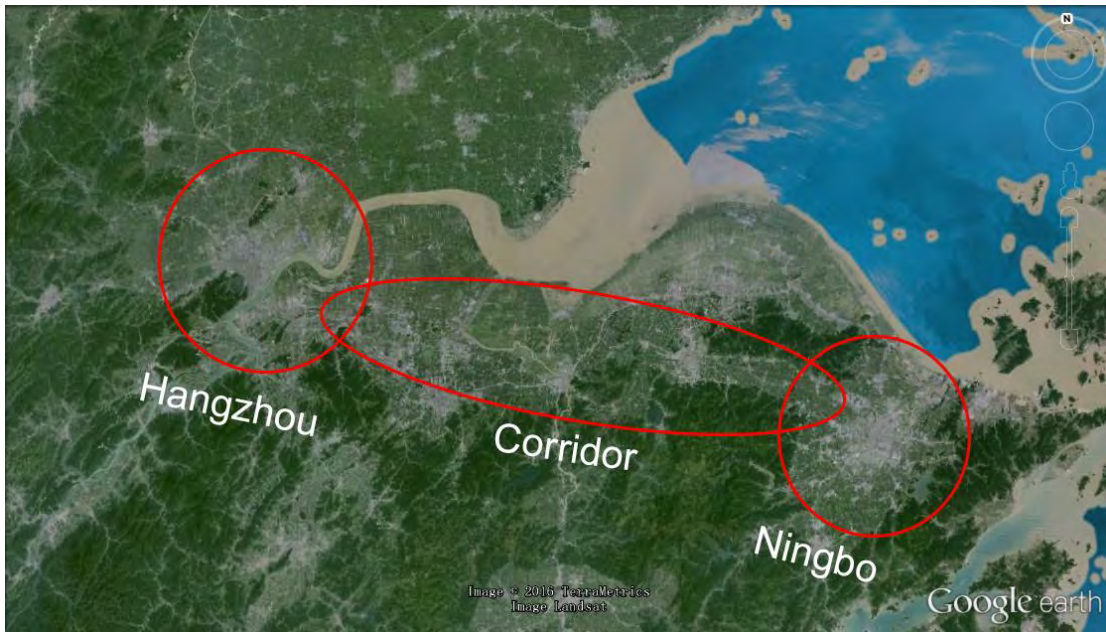 N
Hangzhou
Corridor
Ningbo
Image © 2016 TerraMetrics
Image Landsat
Google earth